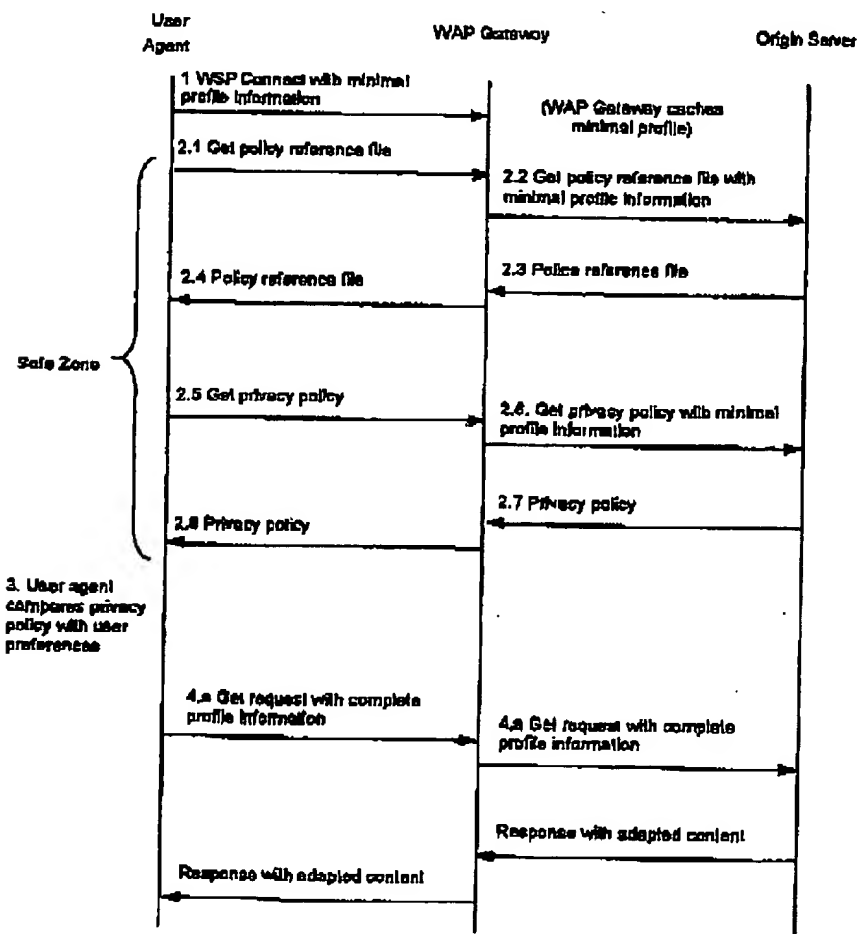 User
Agent
WAP Gateway
Origin Server
1 WSP Connect with minimal
profile information
(WAP Gateway caches
minimal profile)
2.1 Get policy reference file
2.2 Get policy reference file with
minimal profile information
2.3 Police reference file
2.4 Policy reference file
Safe Zone
2.5 Get privacy policy
2.6. Get privacy policy with minimal
profile information
2.7 Privacy policy
2.8 Privacy policy
3. User agent
compares privacy
policy with user
preferences
4.a Get request with complete
profile information
4.a Get request with complete
profile information
Response with adapted content
Response with adapted content